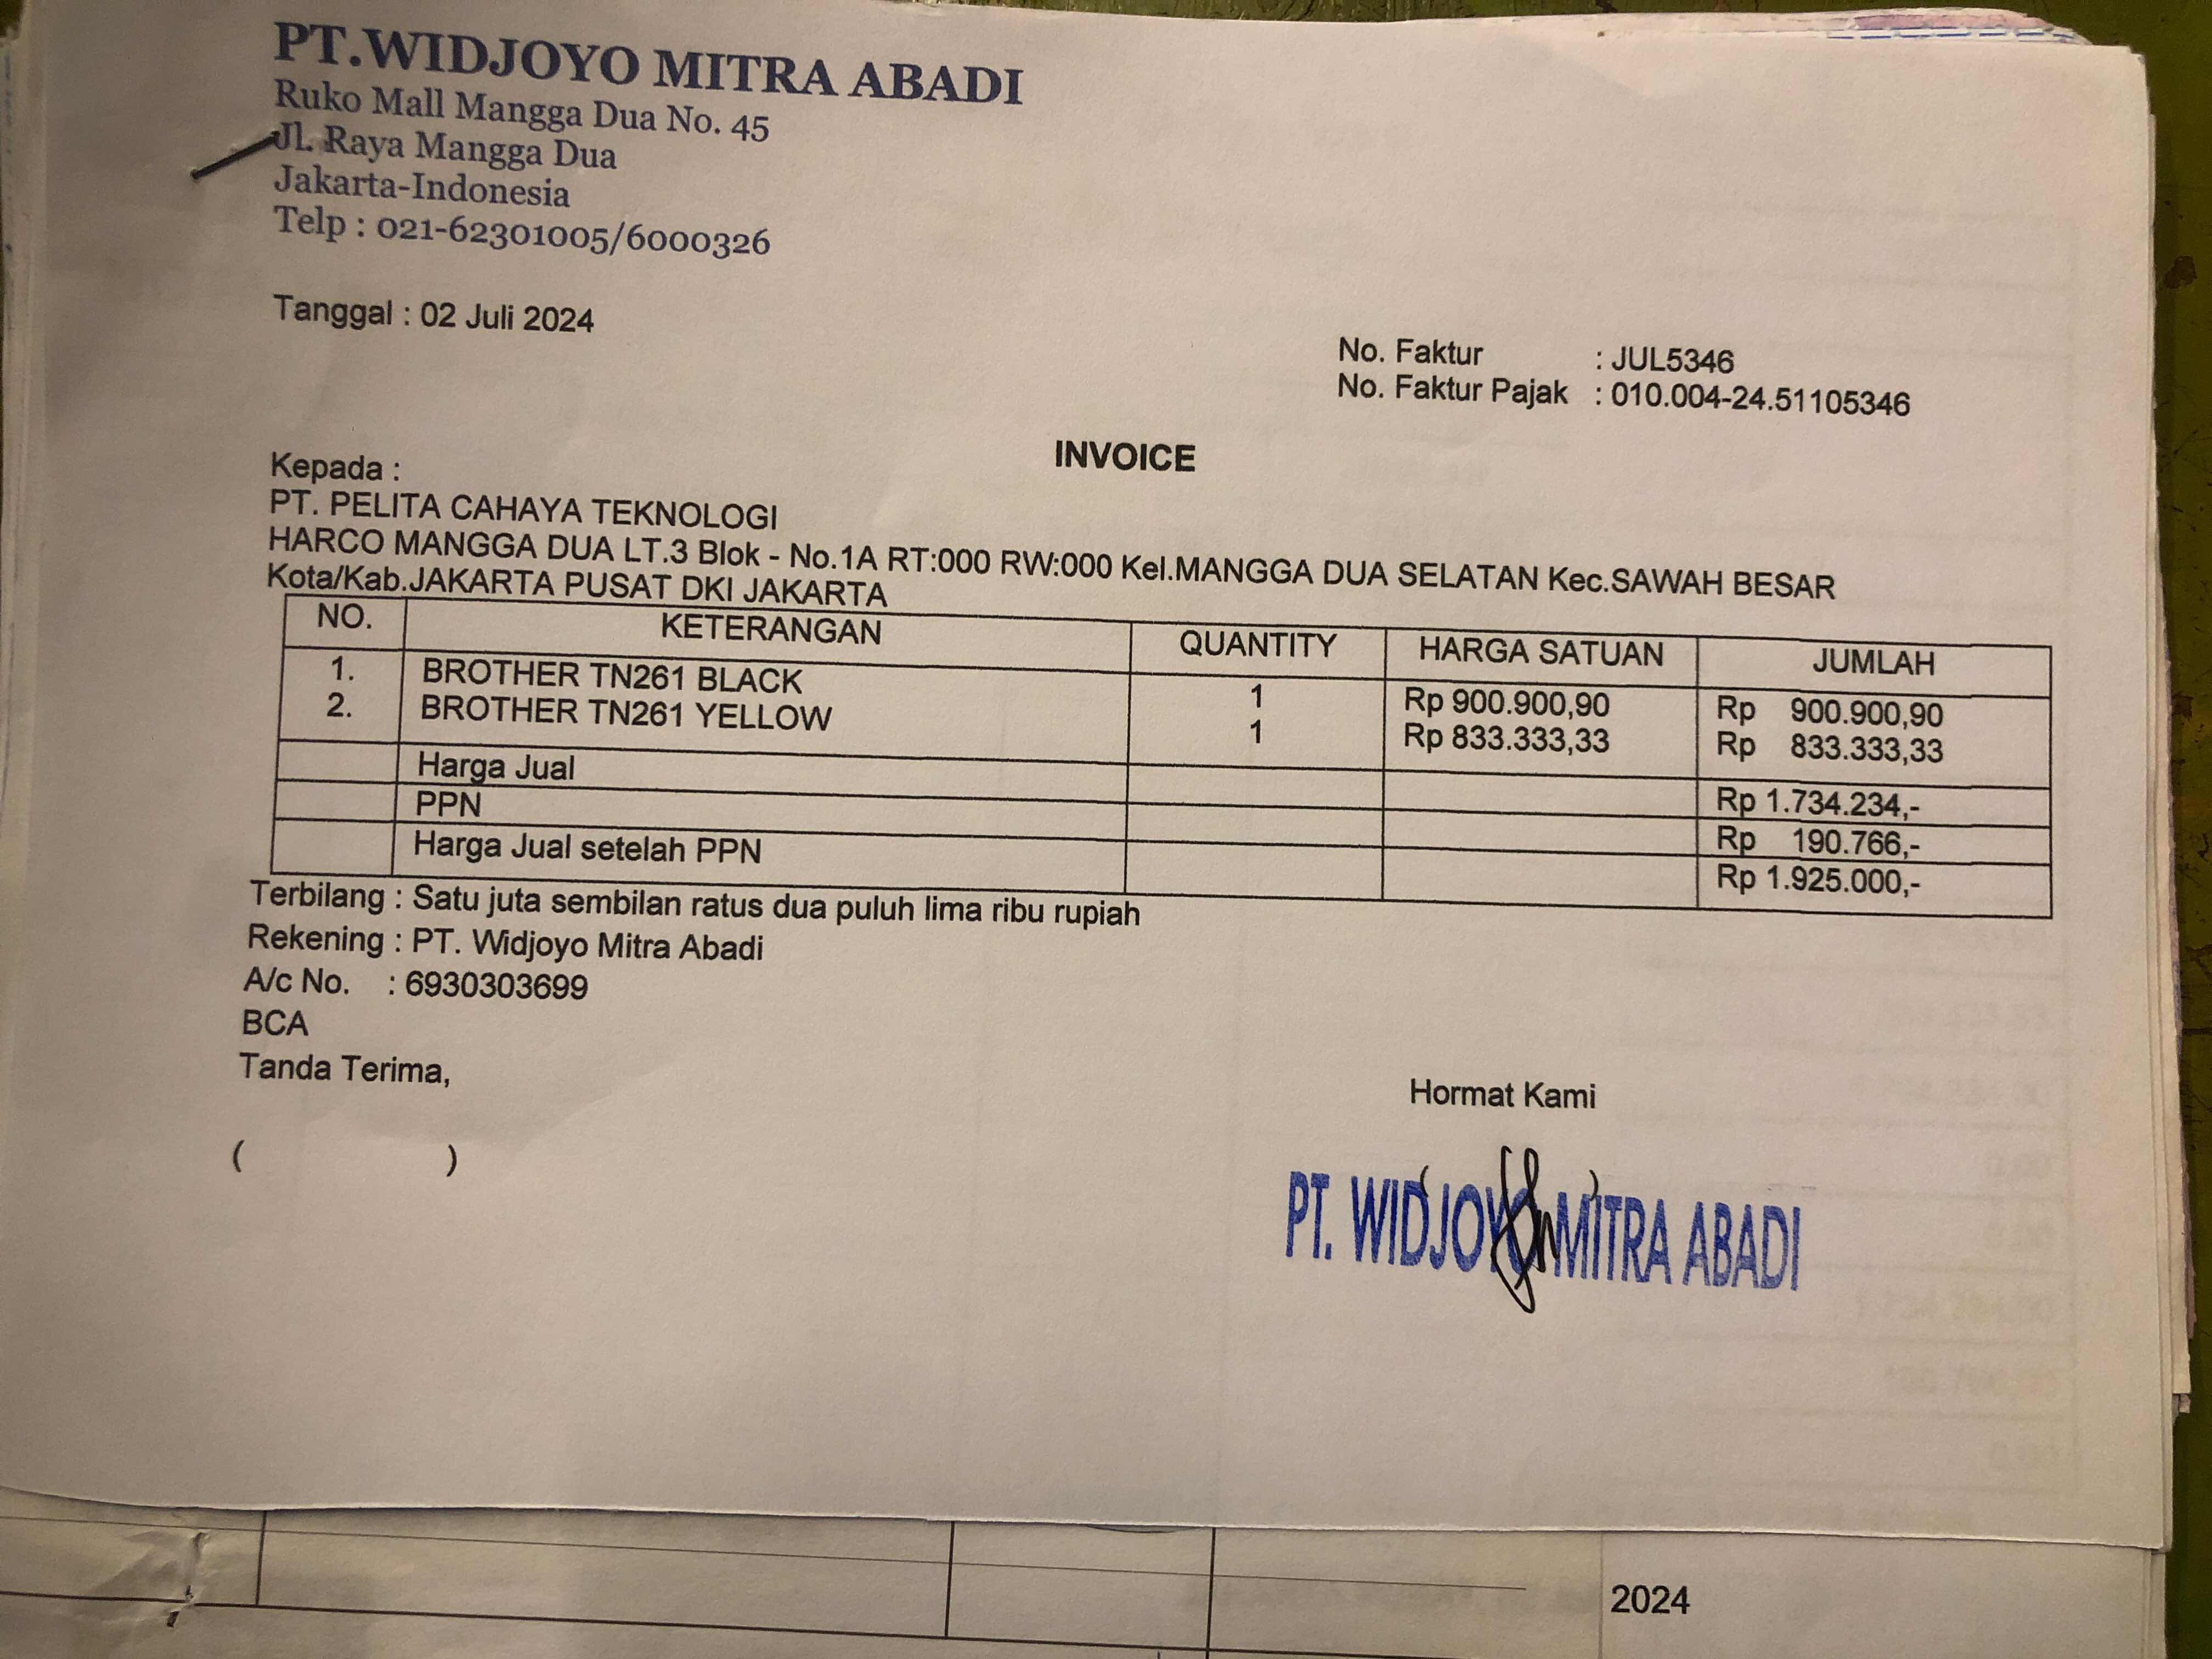 PT.WIDJOYO MITRA ABADI
Ruko Mall Mangga Dua No. 45
Jl. Raya Mangga Dua
Jakarta-Indonesia
Telp : 021-62301005/6000326
Tanggal : 02 Juli 2024
No. Faktur : JUL5346
No. Faktur Pajak : 010.004-24.51105346
INVOICE
Kepada :
PT. PELITA CAHAYA TEKNOLOGI
HARCO MANGGA DUA LT.3 Blok - No.1A RT:000 RW:000 Kel.MANGGA DUA SELATAN Kec.SAWAH BESAR
Kota/Kab.JAKARTA PUSAT DKI JAKARTA
NO. KETERANGAN QUANTITY HARGA SATUAN JUMLAH
1. BROTHER TN261 BLACK 1 Rp 900.900,90 Rp 900.900,90
2. BROTHER TN261 YELLOW 1 Rp 833.333,33 Rp 833.333,33
Harga Jual Rp 1.734.234,-
PPN Rp 190.766,-
Harga Jual setelah PPN Rp 1.925.000,-
Terbilang : Satu juta sembilan ratus dua puluh lima ribu rupiah
Rekening : PT. Widjoyo Mitra Abadi
A/c No. : 6930303699
BCA
Tanda Terima,
Hormat Kami
( )
( )
PT. WIDJOYO MITRA ABADI
2024